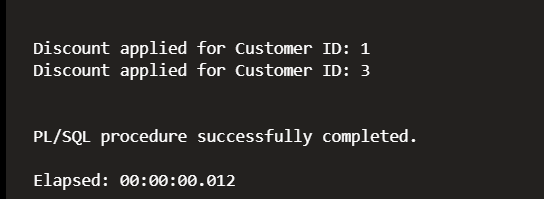 Discount applied for Customer ID: 1
Discount applied for Customer ID: 3
PL/SQL procedure successfully completed.
Elapsed: 00:00:00.012